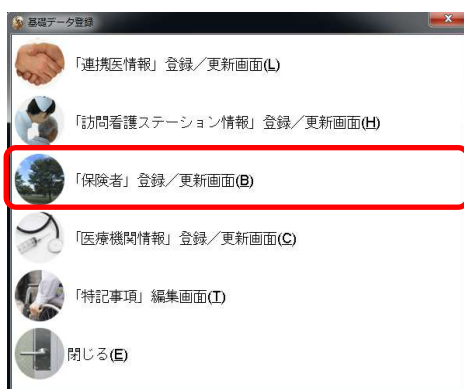 基礎データ登録
「連携医情報」登録／更新画面(L)
「訪問看護ステーション情報」登録／更新画面(H)
「保険者」登録／更新画面(B)
「医療機関情報」登録／更新画面(C)
「特記事項」編集画面(T)
閉じる(E)